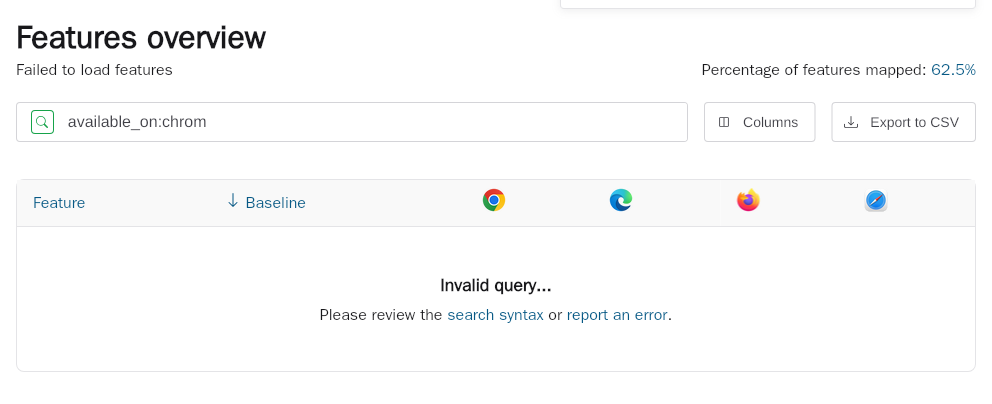 Features overview
Failed to load features
Percentage of features mapped: 62.5%
available_on:chrom
Columns
Export to CSV
Feature
Baseline
Invalid query...
Please review the search syntax or report an error.